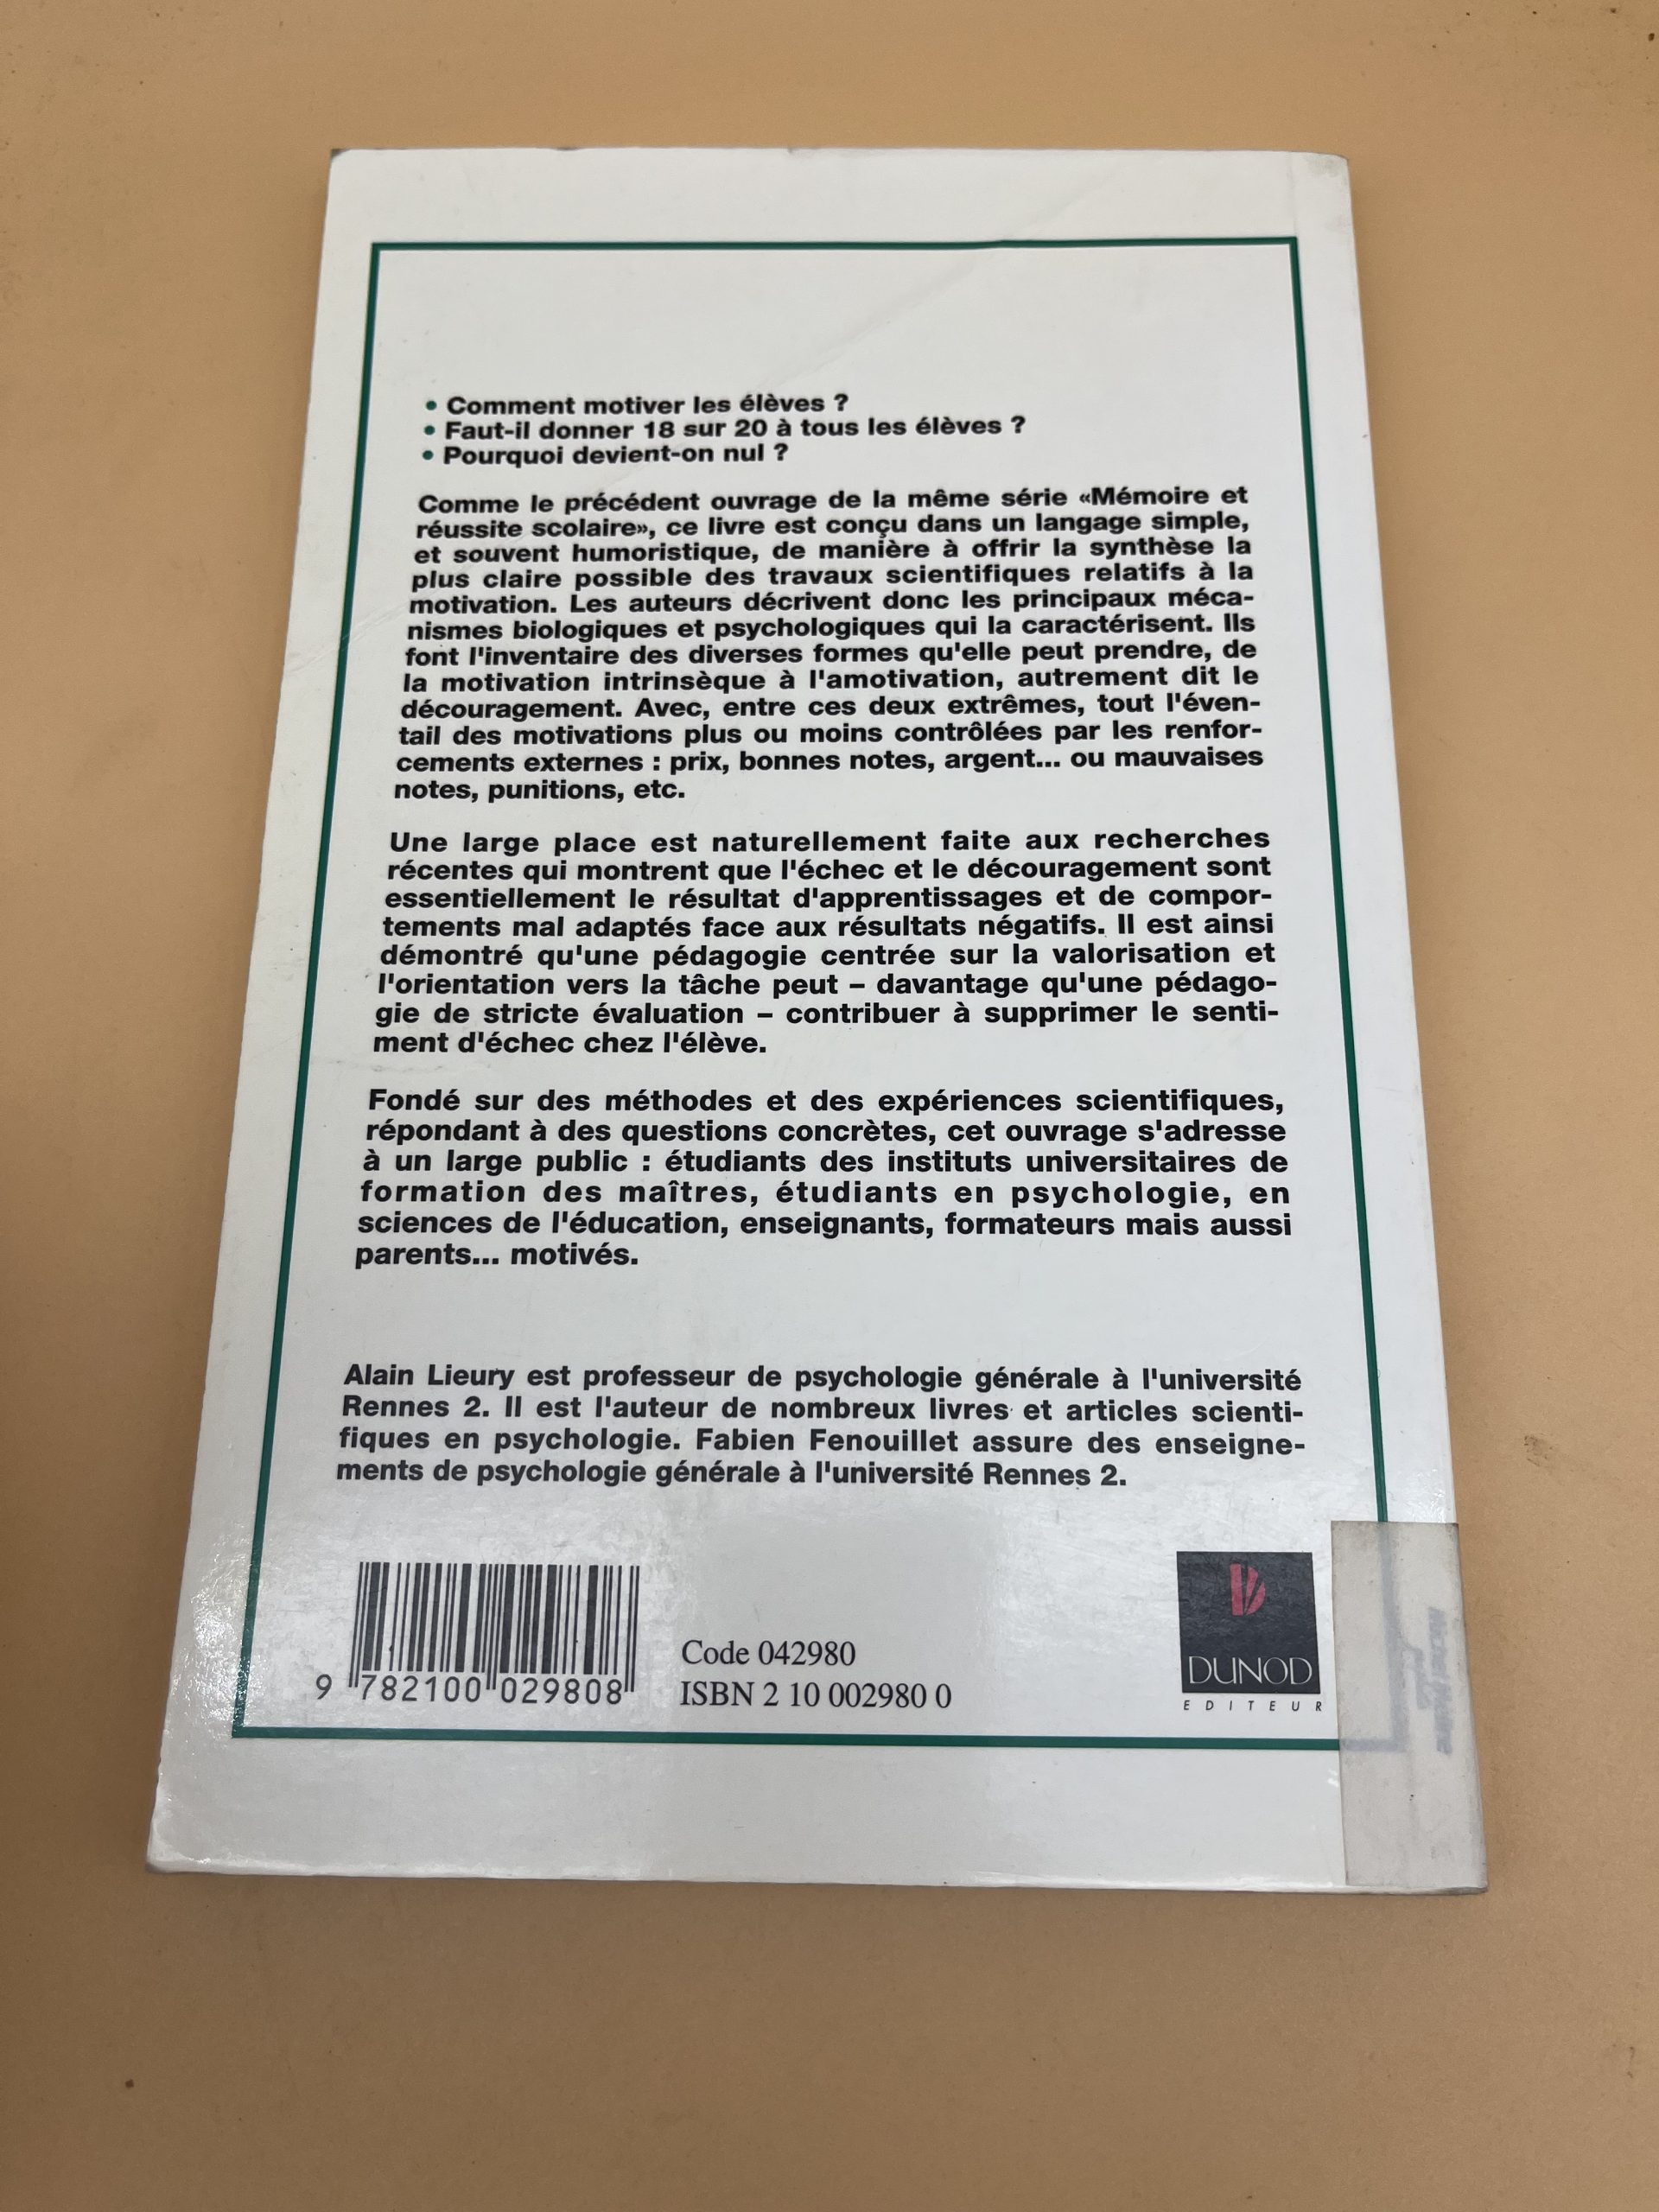 • Comment motiver les élèves ?
• Faut-il donner 18 sur 20 à tous les élèves ?
• Pourquoi devient-on nul ?
Comme le précédent ouvrage de la même série «Mémoire et
réussite scolaire», ce livre est conçu dans un langage simple,
et souvent humoristique, de manière à offrir la synthèse la
plus claire possible des travaux scientifiques relatifs à la
motivation. Les auteurs décrivent donc les principaux méca-
nismes biologiques et psychologiques qui la caractérisent. Ils
font l'inventaire des diverses formes qu'elle peut prendre, de
la motivation intrinsèque à l'amotivation, autrement dit le
découragement. Avec, entre ces deux extrêmes, tout l'éven-
tail des motivations plus ou moins contrôlées par les renfor-
cements externes : prix, bonnes notes, argent... ou mauvaises
notes, punitions, etc.
Une large place est naturellement faite aux recherches
récentes qui montrent que l'échec et le découragement sont
essentiellement le résultat d'apprentissages et de compor-
tements mal adaptés face aux résultats négatifs. Il est ainsi
démontré qu'une pédagogie centrée sur la valorisation et
l'orientation vers la tâche peut – davantage qu'une pédago-
gie de stricte évaluation – contribuer à supprimer le senti-
ment d'échec chez l'élève.
Fondé sur des méthodes et des expériences scientifiques,
répondant à des questions concrètes, cet ouvrage s'adresse
à un large public : étudiants des instituts universitaires de
formation des maîtres, étudiants en psychologie, en
sciences de l'éducation, enseignants, formateurs mais aussi
parents... motivés.
Alain Lieury est professeur de psychologie générale à l'université
Rennes 2. Il est l'auteur de nombreux livres et articles scienti-
fiques en psychologie. Fabien Fenouillet assure des enseigne-
ments de psychologie générale à l'université Rennes 2.
9 782100 029808
Code 042980
ISBN 2 10 002980 0
DUNOD
EDITEUR